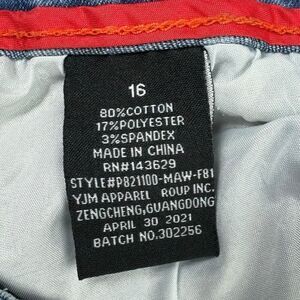 16
80%COTTON
17%POLYESTER
3%SPANDEX
MADE IN CHINA
RN#143629
STYLE#P821100-MAW-F81
YJM APPAREL ROUP INC.
ZENGCHENG,GUANGDONG
APRIL 30 2021
BATCH NO.302256